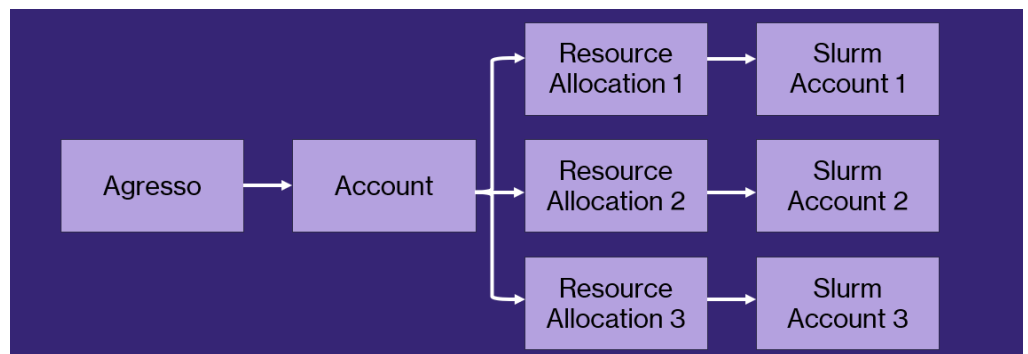 Resource
Allocation 1
Slurm
Account 1
Agresso
Account
Resource
Allocation 2
Slurm
Account 2
Resource
Allocation 3
Slurm
Account 3